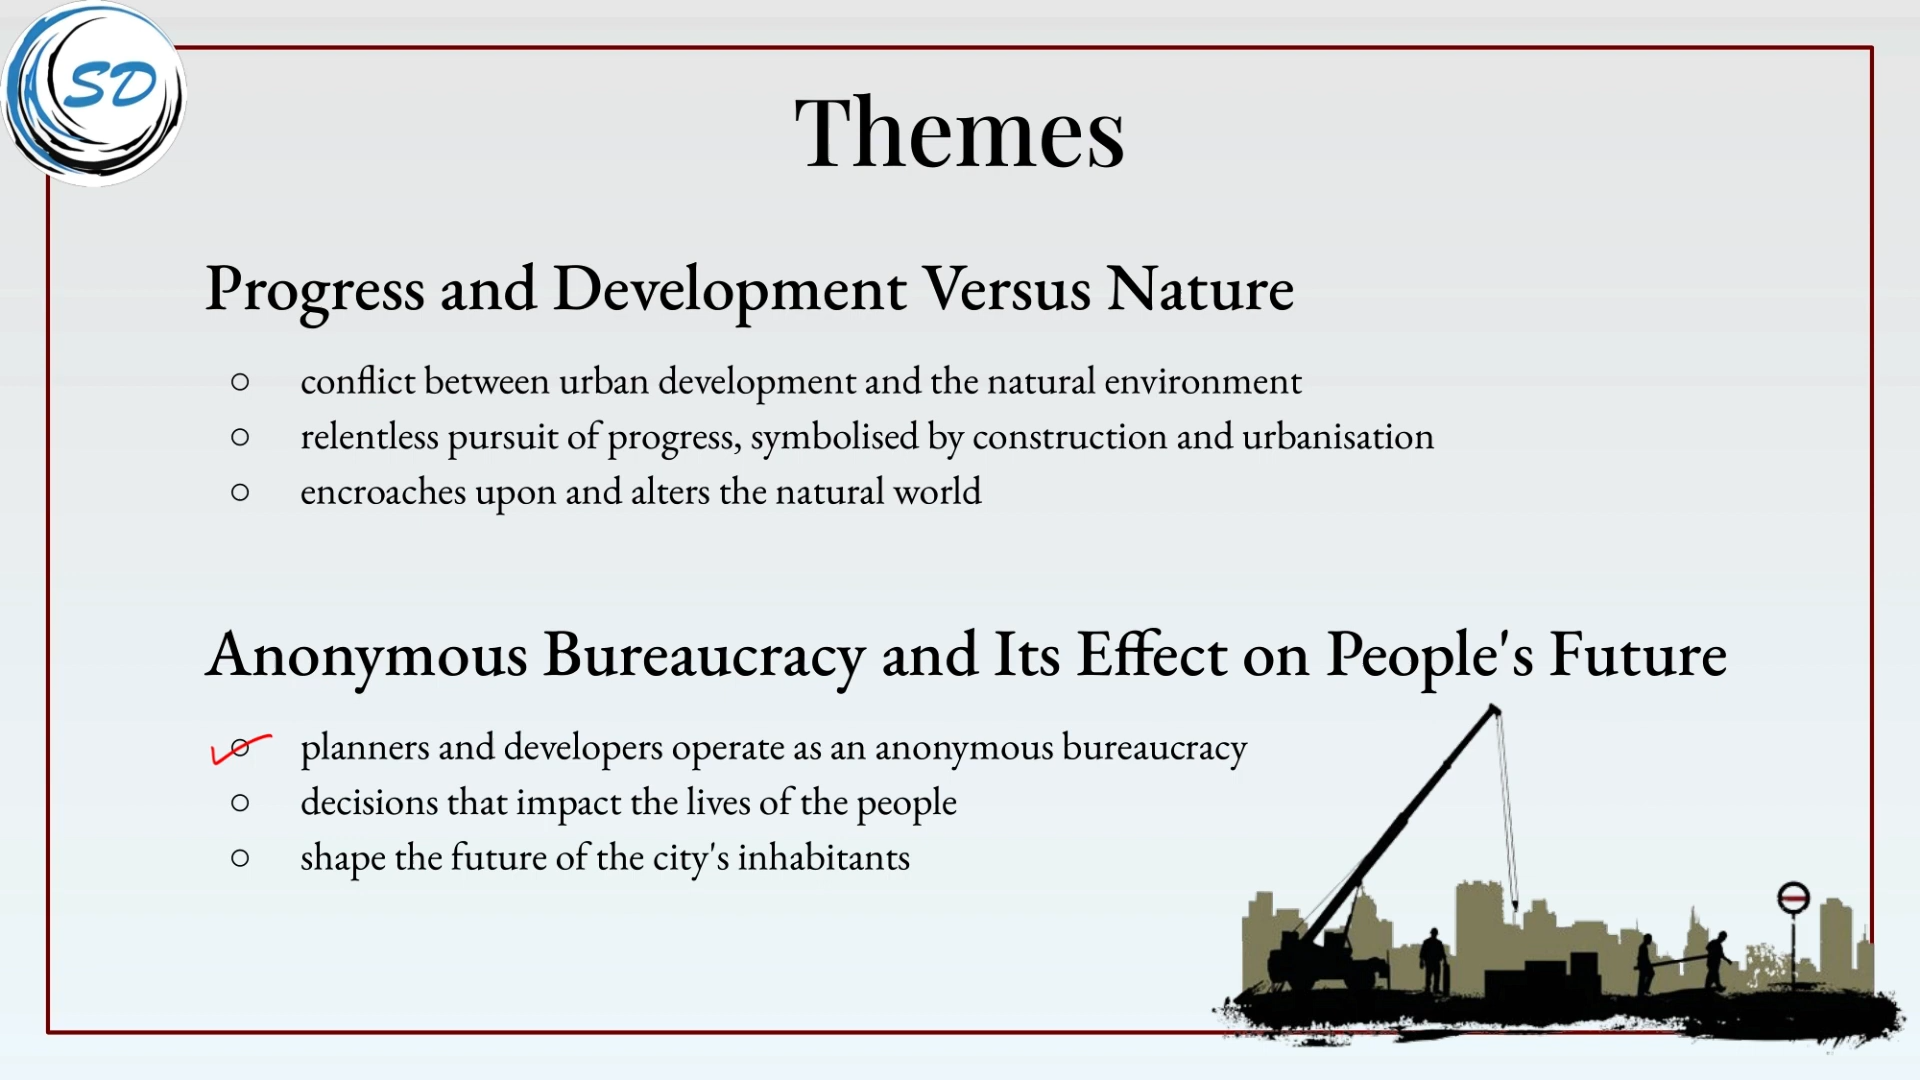 SD
Themes
Progress and Development Versus Nature
○ conflict between urban development and the natural environment
○ relentless pursuit of progress, symbolised by construction and urbanisation
○ encroaches upon and alters the natural world
Anonymous Bureaucracy and Its Effect on People's Future
○ planners and developers operate as an anonymous bureaucracy
○ decisions that impact the lives of the people
○ shape the future of the city's inhabitants